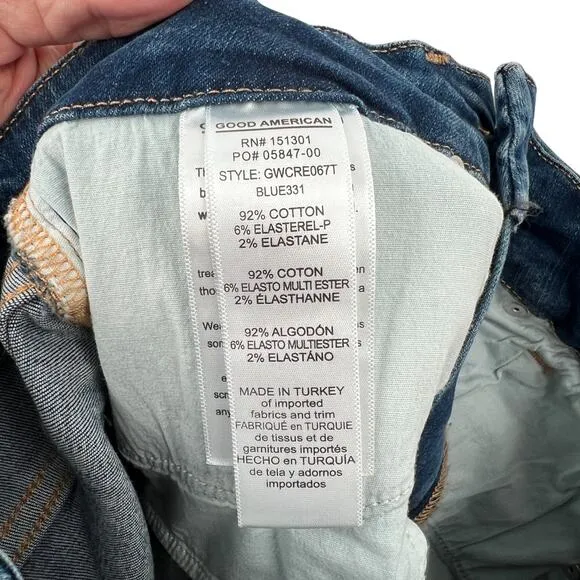 GOOD AMERICAN
RN# 151301
PO# 05847-00
STYLE: GWCRE067T
BLUE331
92% COTTON
6% ELASTEREL-P
2% ELASTANE
92% COTON
6% ELASTO MULTI ESTER
2% ÉLASTHANNE
92% ALGODÓN
6% ELASTO MULTIESTER
2% ELASTÁNO
MADE IN TURKEY
of imported
fabrics and trim
FABRIQUÉ en TURQUIE
de tissus et de
garnitures importés
HECHO en TURQUÍA
de tela y adornos
importados